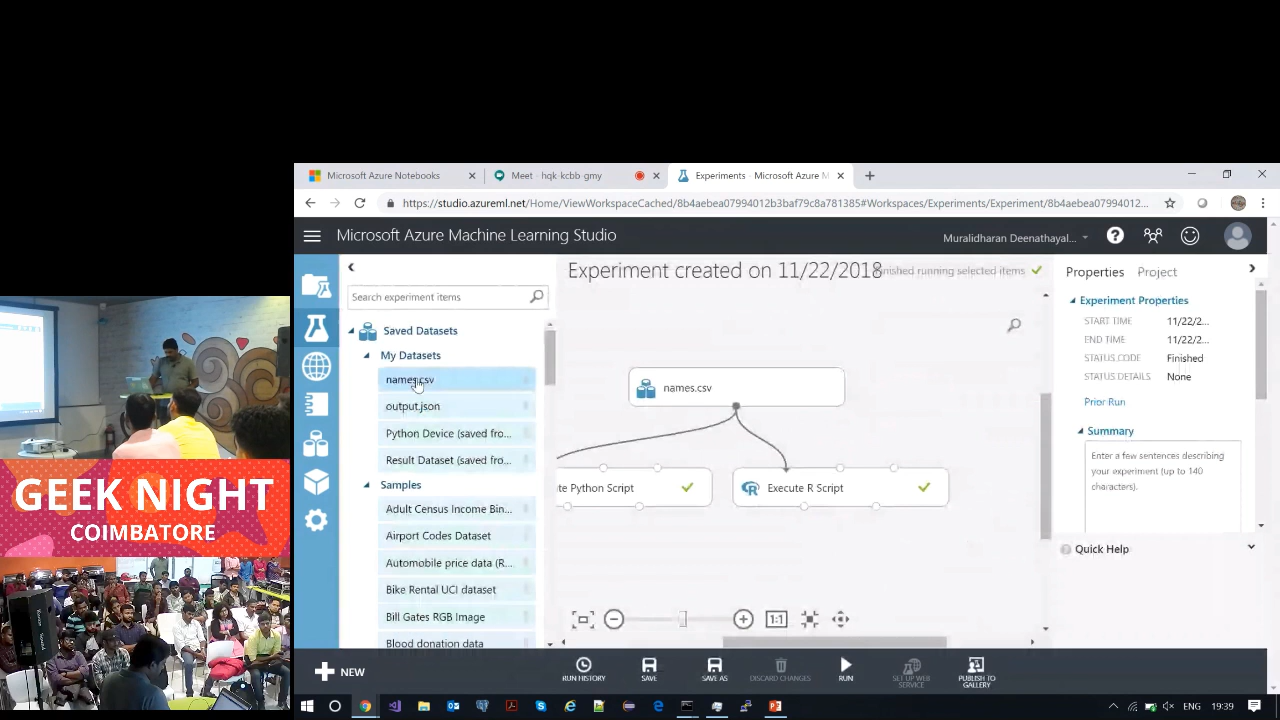 Microsoft Azure Notebooks
Meet - hqk-kcbb-gmy
Experiments - Microsoft Azure M
https://studio.azureml.net/Home/ViewWorkspaceCached/8b4aebea07994012b3baf79c8a781385#Workspaces/Experiments/Experiment/8b4aebea07994012...
Microsoft Azure Machine Learning Studio
Muralidharan Deenathayal...
Experiment created on 11/22/2018
Finished running selected items
Search experiment items
Saved Datasets
My Datasets
names.csv
output.json
Python Device (saved fro...
Result Dataset (saved fro...
Samples
Adult Census Income Bin...
Airport Codes Dataset
Automobile price data (R...
Bike Rental UCI dataset
Bill Gates RGB Image
Blood donation data
names.csv
te Python Script
Execute R Script
1:1
Properties
Project
Experiment Properties
START TIME 11/22/2...
END TIME 11/22/2...
STATUS CODE Finished
STATUS DETAILS None
Prior Run
Summary
Enter a few sentences describing
your experiment (up to 140
characters).
Quick Help
NEW
RUN HISTORY
SAVE
SAVE AS
DISCARD CHANGES
RUN
SET UP WEB
SERVICE
PUBLISH TO
GALLERY
ENG
19:39
GEEK NIGHT
COIMBATORE